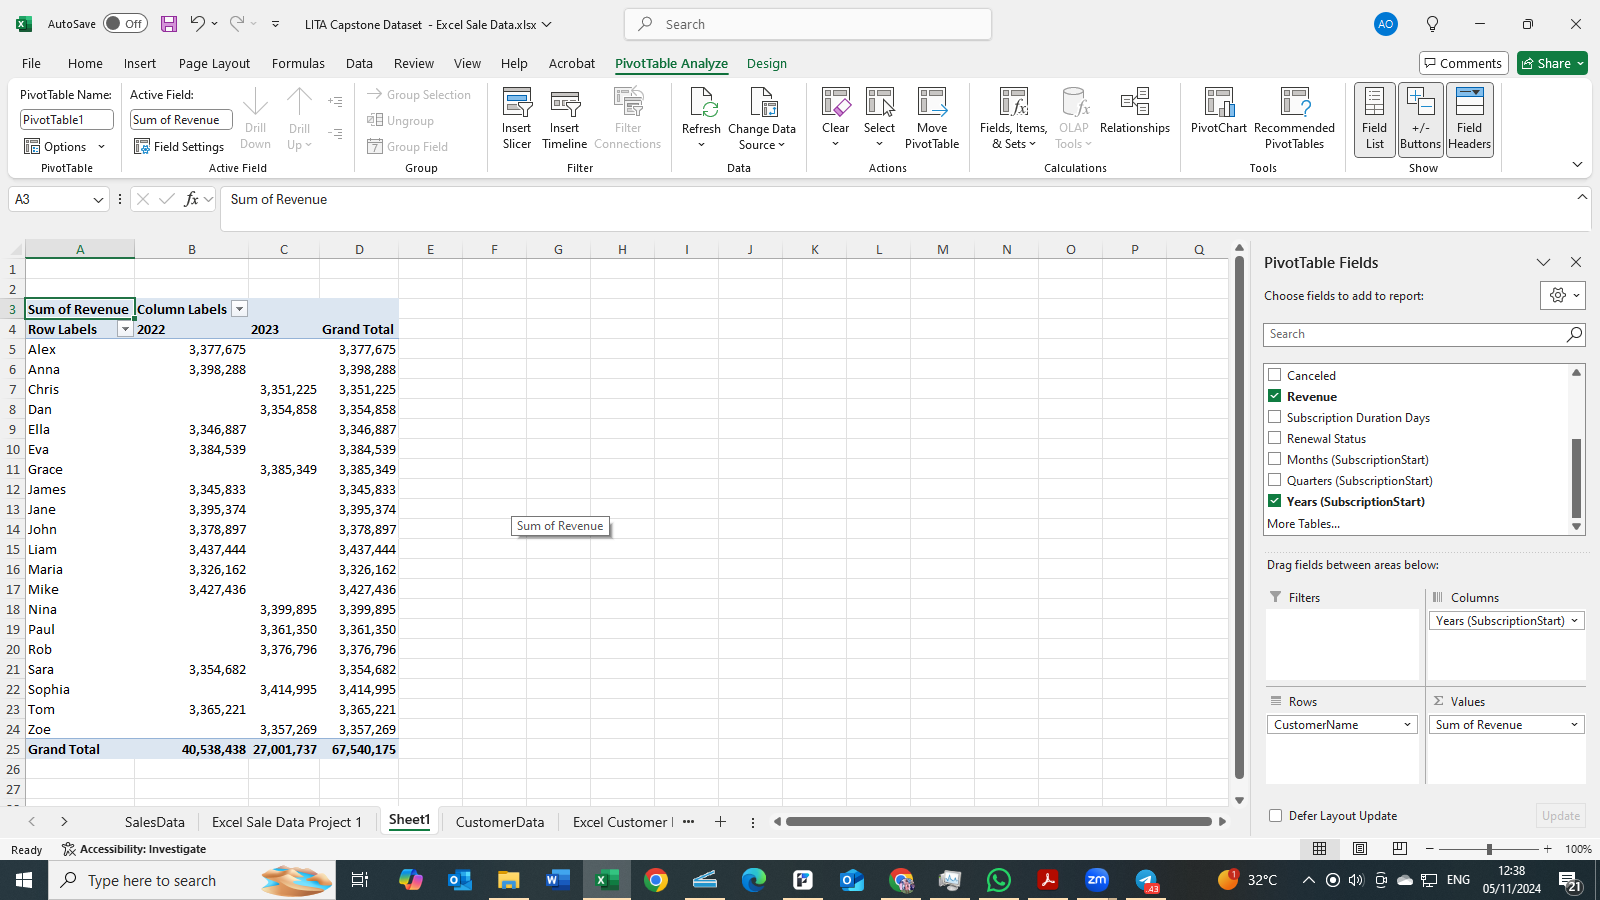 AutoSave Off LITA Capstone Dataset - Excel Sale Data.xlsx Search AO
File Home Insert Page Layout Formulas Data Review View Help Acrobat PivotTable Analyze Design Comments Share
PivotTable Name:
PivotTable1
Options
PivotTable
Active Field:
Sum of Revenue
Field Settings
Drill Down
Drill Up
Active Field
Group Selection
Ungroup
Group Field
Group
Insert Slicer
Insert Timeline
Filter Connections
Filter
Refresh
Change Data Source
Data
Clear
Select
Move PivotTable
Actions
Fields, Items, & Sets
OLAP Tools
Relationships
Calculations
PivotChart
Recommended PivotTables
Tools
Field List
+/- Buttons
Field Headers
Show
A3 fx Sum of Revenue
A B C D E F G H I J K L M N O P Q
1
2
3 Sum of Revenue Column Labels
4 Row Labels 2022 2023 Grand Total
5 Alex 3,377,675 3,377,675
6 Anna 3,398,288 3,398,288
7 Chris 3,351,225 3,351,225
8 Dan 3,354,858 3,354,858
9 Ella 3,346,887 3,346,887
10 Eva 3,384,539 3,384,539
11 Grace 3,385,349 3,385,349
12 James 3,345,833 3,345,833
13 Jane 3,395,374 3,395,374
14 John 3,378,897 3,378,897
15 Liam 3,437,444 3,437,444
16 Maria 3,326,162 3,326,162
17 Mike 3,427,436 3,427,436
18 Nina 3,399,895 3,399,895
19 Paul 3,361,350 3,361,350
20 Rob 3,376,796 3,376,796
21 Sara 3,354,682 3,354,682
22 Sophia 3,414,995 3,414,995
23 Tom 3,365,221 3,365,221
24 Zoe 3,357,269 3,357,269
25 Grand Total 40,538,438 27,001,737 67,540,175
26
27
Sum of Revenue
PivotTable Fields
Choose fields to add to report:
Search
Canceled
Revenue
Subscription Duration Days
Renewal Status
Months (SubscriptionStart)
Quarters (SubscriptionStart)
Years (SubscriptionStart)
More Tables...
Drag fields between areas below:
Filters
Columns
Years (SubscriptionStart)
Rows
CustomerName
Σ Values
Sum of Revenue
Defer Layout Update Update
SalesData Excel Sale Data Project 1 Sheet1 CustomerData Excel Customer
Ready Accessibility: Investigate 100%
Type here to search
zm
43
1
32°C
ENG
12:38
05/11/2024
21